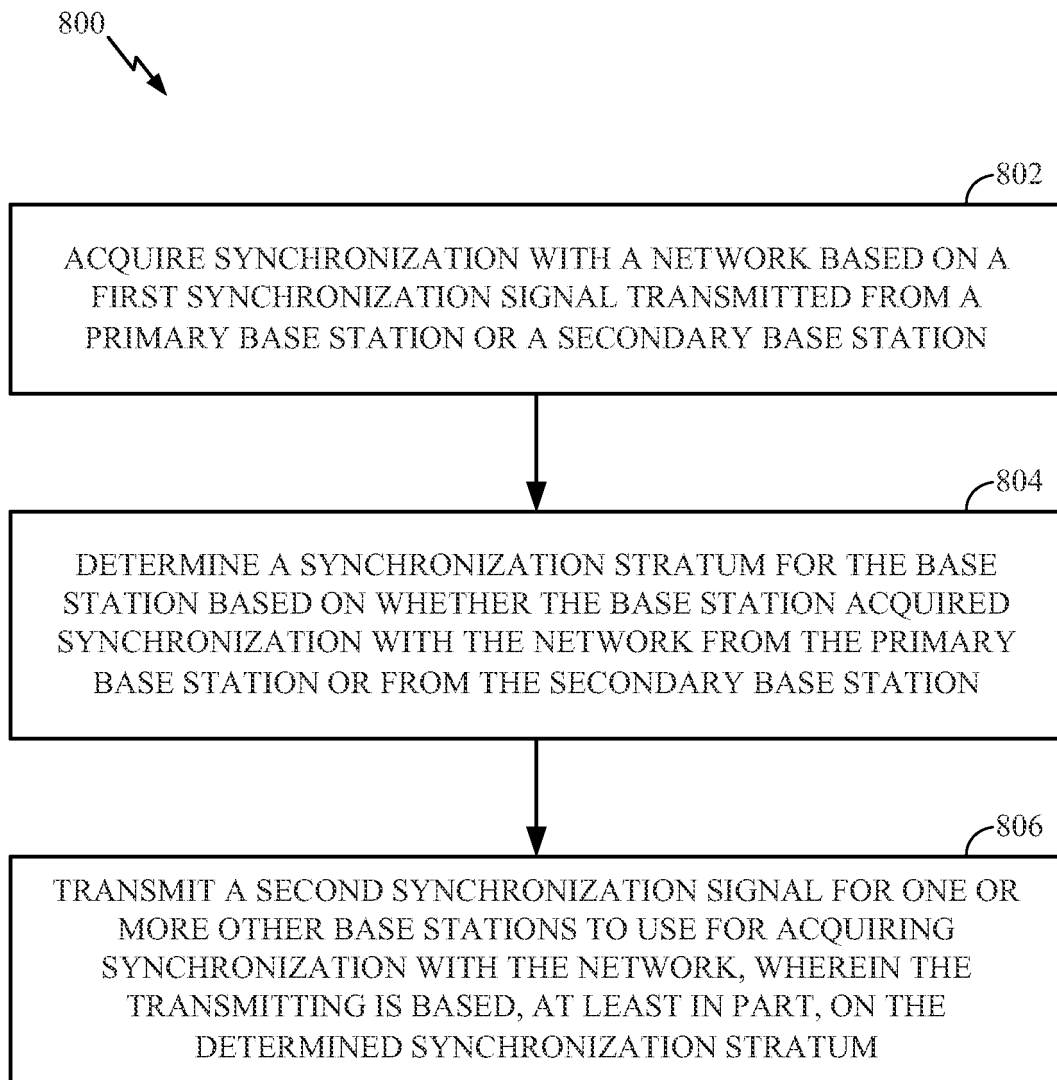 800
802
ACQUIRE SYNCHRONIZATION WITH A NETWORK BASED ON A
FIRST SYNCHRONIZATION SIGNAL TRANSMITTED FROM A
PRIMARY BASE STATION OR A SECONDARY BASE STATION
804
DETERMINE A SYNCHRONIZATION STRATUM FOR THE BASE
STATION BASED ON WHETHER THE BASE STATION ACQUIRED
SYNCHRONIZATION WITH THE NETWORK FROM THE PRIMARY
BASE STATION OR FROM THE SECONDARY BASE STATION
806
TRANSMIT A SECOND SYNCHRONIZATION SIGNAL FOR ONE OR
MORE OTHER BASE STATIONS TO USE FOR ACQUIRING
SYNCHRONIZATION WITH THE NETWORK, WHEREIN THE
TRANSMITTING IS BASED, AT LEAST IN PART, ON THE
DETERMINED SYNCHRONIZATION STRATUM